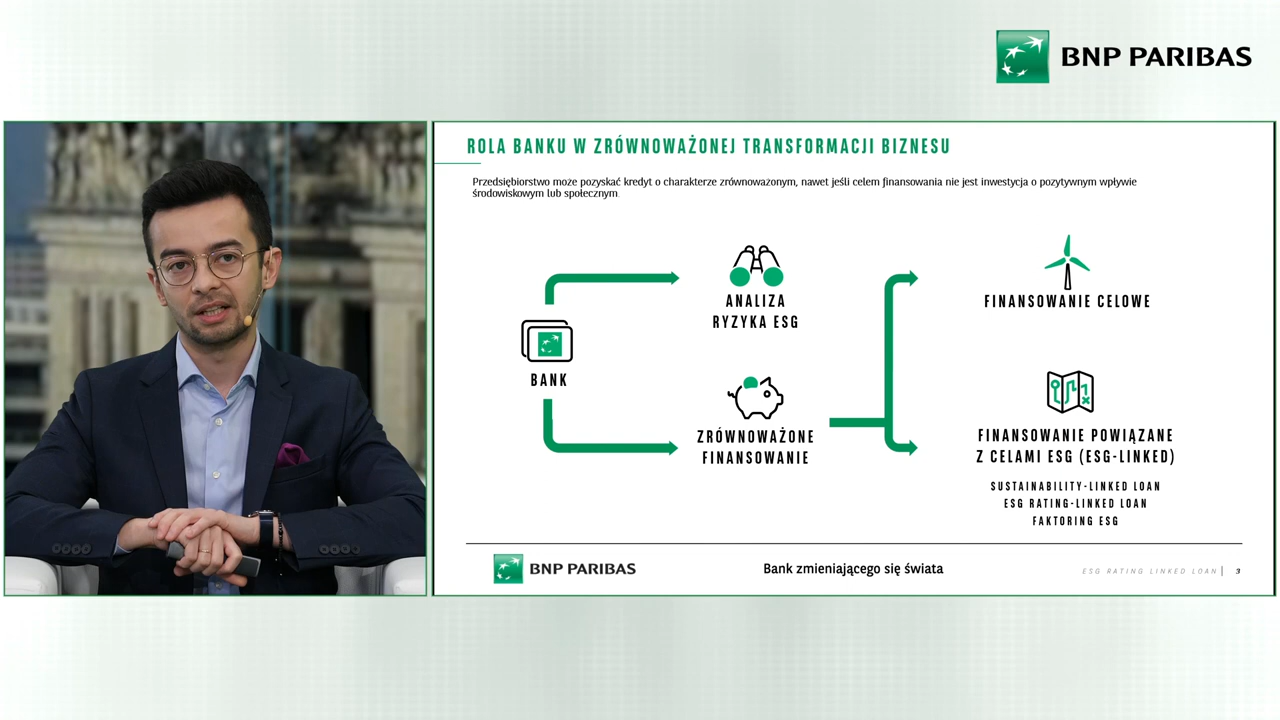 BNP PARIBAS
ROLA BANKU W ZRÓWNOWAŻONEJ TRANSFORMACJI BIZNESU
Przedsiębiorstwo może pozyskać kredyt o charakterze zrównoważonym, nawet jeśli celem finansowania nie jest inwestycja o pozytywnym wpływie
środowiskowym lub społecznym
BANK
ANALIZA
RYZYKA ESG
ZRÓWNOWAŻONE
FINANSOWANIE
FINANSOWANIE CELOWE
FINANSOWANIE POWIĄZANE
Z CELAMI ESG (ESG-LINKED)
SUSTAINABILITY-LINKED LOAN
ESG RATING-LINKED LOAN
FAKTORING ESG
BNP PARIBAS
Bank zmieniającego się świata
ESG RATING LINKED LOAN | 3